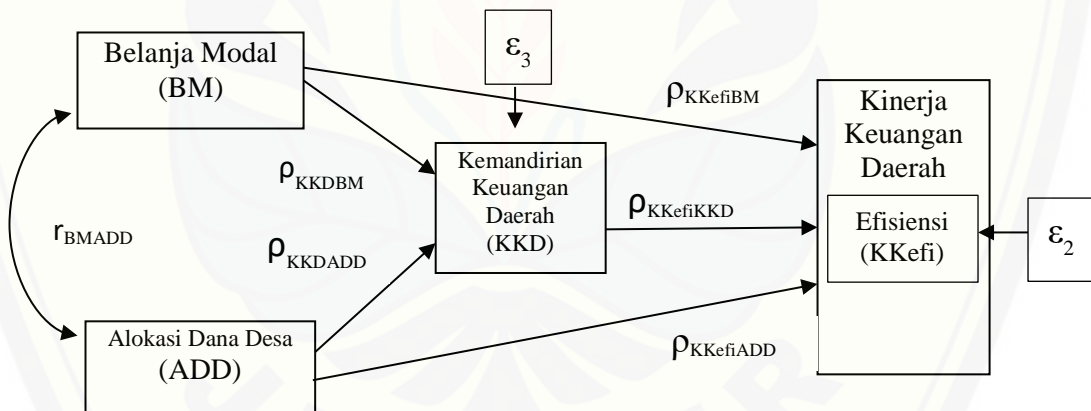 Belanja Modal
(BM)
ε3
ρKKefiBM
Kinerja
Keuangan
Daerah
Kemandirian
Keuangan
Daerah
(KKD)
ρKKDBM
ρKKefiKKD
Efisiensi
(KKefi)
ε2
rBMADD
ρKKDADD
Alokasi Dana Desa
(ADD)
ρKKefiADD